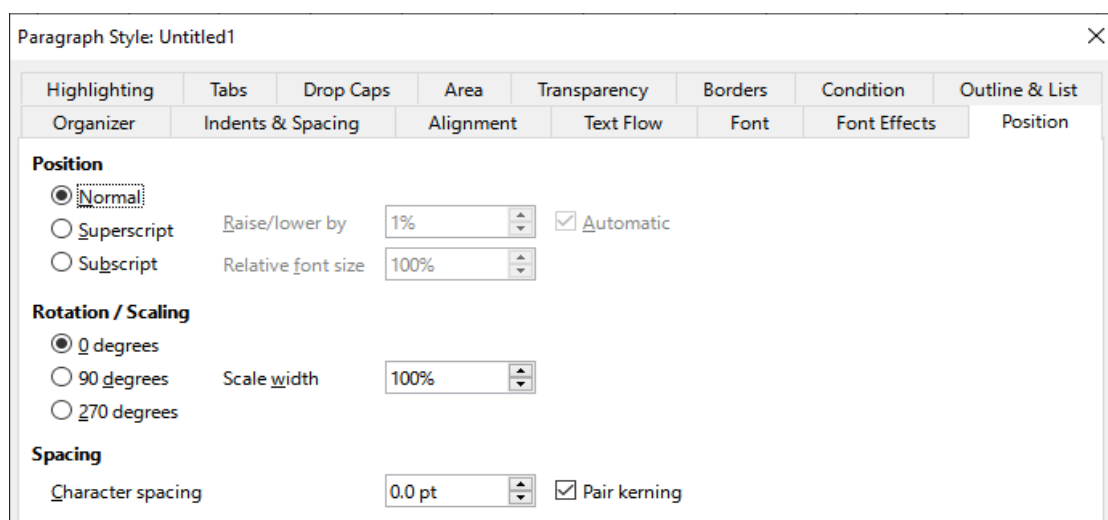 Paragraph Style: Untitled1
Highlighting Tabs Drop Caps Area Transparency Borders Condition Outline & List
Organizer Indents & Spacing Alignment Text Flow Font Font Effects Position
Position
Normal
Superscript Raise/lower by 1% Automatic
Subscript Relative font size 100%
Rotation / Scaling
0 degrees
90 degrees Scale width 100%
270 degrees
Spacing
Character spacing 0.0 pt Pair kerning